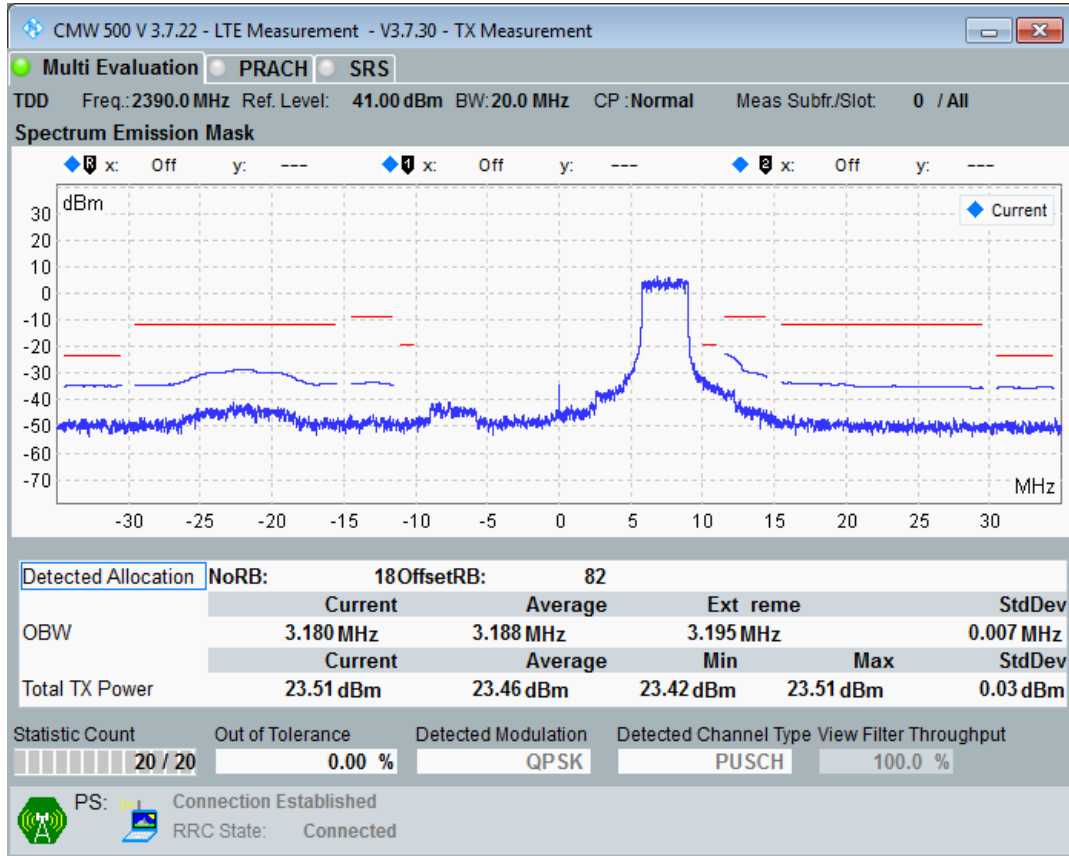 CMW 500 V 3.7.22 - LTE Measurement - V3.7.30 - TX Measurement
Multi Evaluation PRACH SRS
TDD Freq.: 2390.0 MHz Ref. Level: 41.00 dBm BW: 20.0 MHz CP : Normal Meas Subfr./Slot: 0 / All
Spectrum Emission Mask
R x: Off y: --- 1 x: Off y: --- 2 x: Off y: ---
dBm
Current
30
20
10
0
-10
-20
-30
-40
-50
-60
-70
MHz
-30 -25 -20 -15 -10 -5 0 5 10 15 20 25 30
Detected Allocation NoRB: 18 OffsetRB: 82
Current Average Ext reme StdDev
OBW 3.180 MHz 3.188 MHz 3.195 MHz 0.007 MHz
Current Average Min Max StdDev
Total TX Power 23.51 dBm 23.46 dBm 23.42 dBm 23.51 dBm 0.03 dBm
Statistic Count Out of Tolerance Detected Modulation Detected Channel Type View Filter Throughput
20 / 20 0.00 % QPSK PUSCH 100.0 %
PS: Connection Established
RRC State: Connected